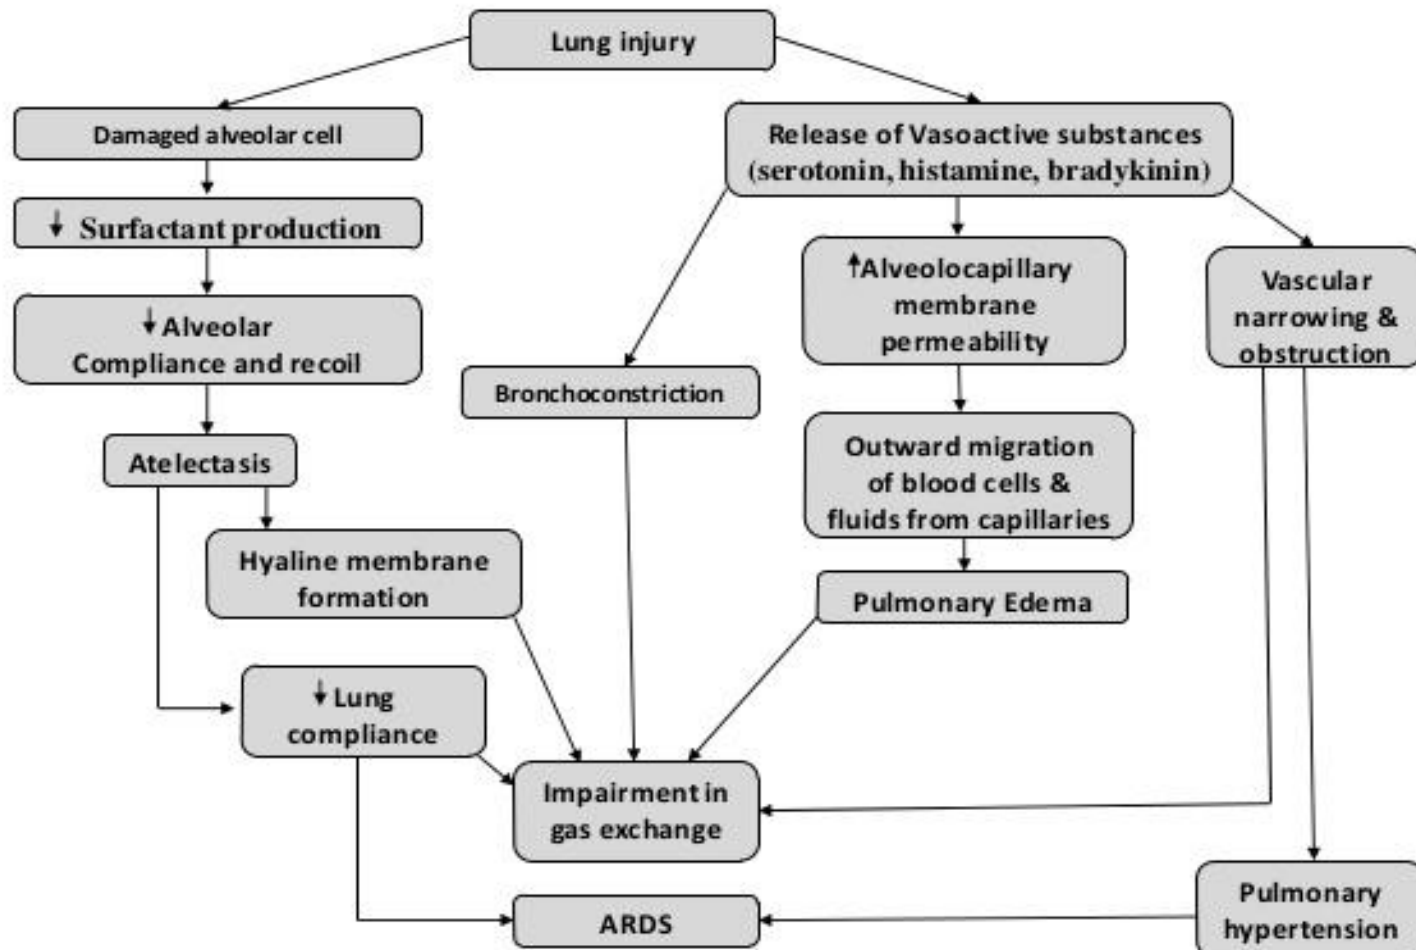 Lung injury
Damaged alveolar cell
Release of Vasoactive substances
(serotonin, histamine, bradykinin)
↓ Surfactant production
↑Alveolocapillary
membrane
permeability
Vascular
narrowing &
obstruction
↓ Alveolar
Compliance and recoil
Bronchoconstriction
Atelectasis
Outward migration
of blood cells &
fluids from capillaries
Hyaline membrane
formation
Pulmonary Edema
↓ Lung
compliance
Impairment in
gas exchange
Pulmonary
hypertension
ARDS